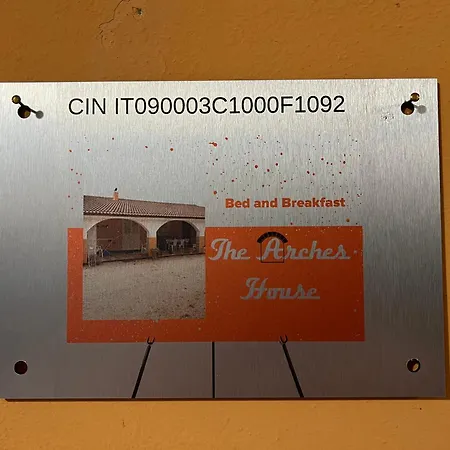 CIN IT090003C1000F1092
Bed and Breakfast
The Arches
House